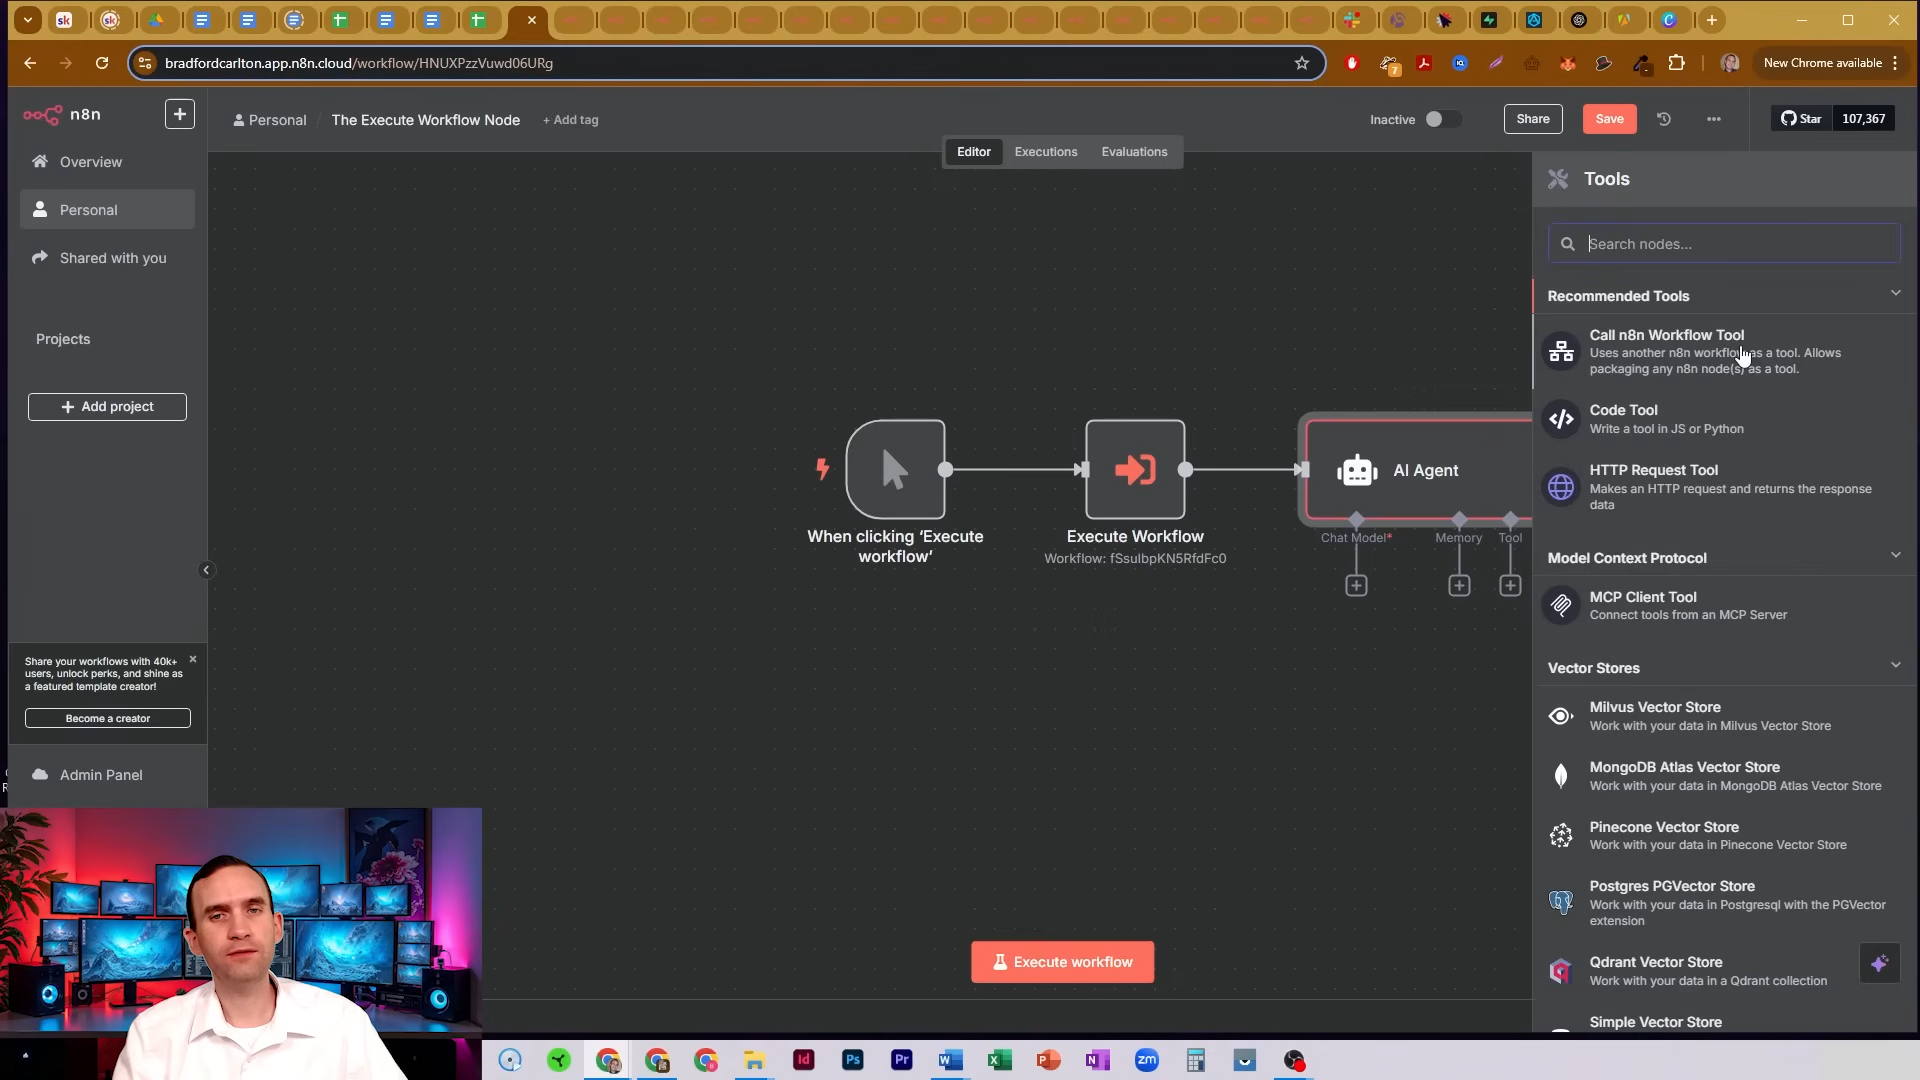 sk
sk
bradfordcarlton.app.n8n.cloud/workflow/HNUXPzzVuwd06URg
7
New Chrome available
n8n
Personal / The Execute Workflow Node + Add tag
Inactive
Share
Save
Star 107,367
Editor Executions Evaluations
Overview
Personal
Shared with you
Projects
+ Add project
Share your workflows with 40k+
users, unlock perks, and shine as
a featured template creator!
Become a creator
Admin Panel
When clicking ‘Execute
workflow’
Execute Workflow
Workflow: fSsulbpKN5RfdFc0
AI Agent
Chat Model*
Memory
Tool
Execute workflow
Tools
Search nodes...
Recommended Tools
Call n8n Workflow Tool
Uses another n8n workflow as a tool. Allows
packaging any n8n node(s) as a tool.
Code Tool
Write a tool in JS or Python
HTTP Request Tool
Makes an HTTP request and returns the response
data
Model Context Protocol
MCP Client Tool
Connect tools from an MCP Server
Vector Stores
Milvus Vector Store
Work with your data in Milvus Vector Store
MongoDB Atlas Vector Store
Work with your data in MongoDB Atlas Vector Store
Pinecone Vector Store
Work with your data in Pinecone Vector Store
Postgres PGVector Store
Work with your data in Postgresql with the PGVector
extension
Qdrant Vector Store
Work with your data in a Qdrant collection
Simple Vector Store
Id
Ps
Pr
W
X
P
N
zm